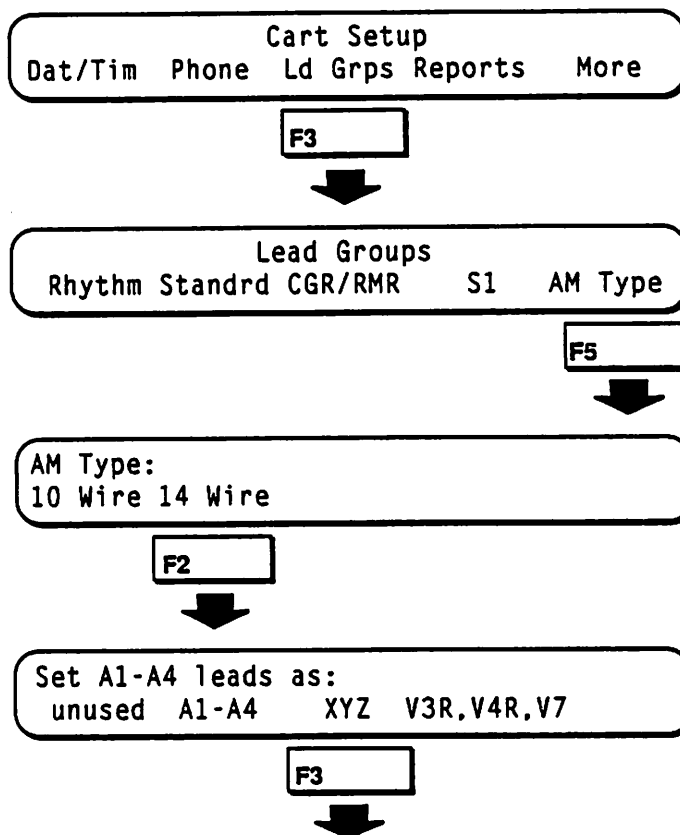 Cart Setup
Dat/Tim Phone Ld Grps Reports More
F3
Lead Groups
Rhythm Standrd CGR/RMR S1 AM Type
F5
AM Type:
10 Wire 14 Wire
F2
Set A1-A4 leads as:
unused A1-A4 XYZ V3R,V4R,V7
F3